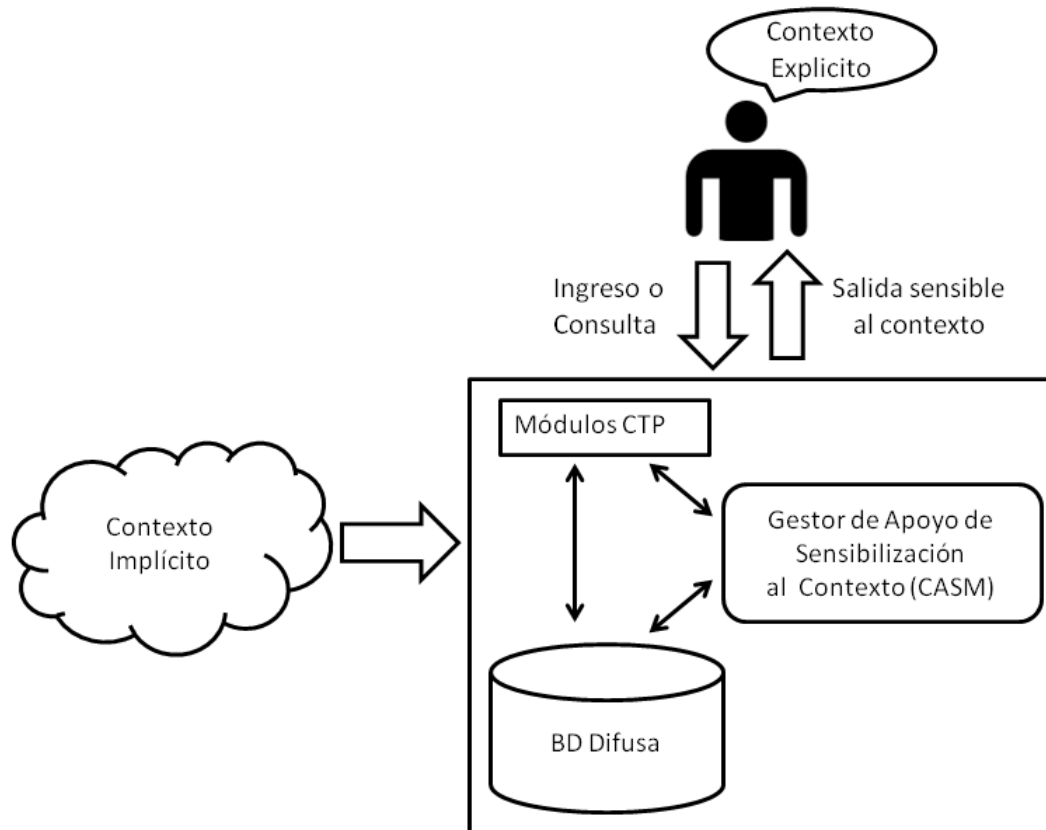 Contexto
Explicito
Ingreso o
Consulta
Salida sensible
al contexto
Módulos CTP
Contexto
Implícito
Gestor de Apoyo de
Sensibilización
al Contexto (CASM)
BD Difusa